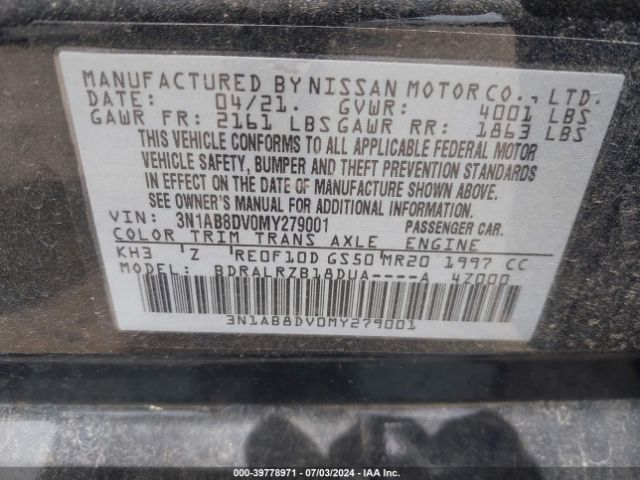 MANUFACTURED BY NISSAN MOTOR CO., LTD.
DATE: 04/21. GVWR: 4001 LBS
GAWR FR: 2161 LBS GAWR RR: 1863 LBS
THIS VEHICLE CONFORMS TO ALL APPLICABLE FEDERAL MOTOR
VEHICLE SAFETY, BUMPER AND THEFT PREVENTION STANDARDS
IN EFFECT ON THE DATE OF MANUFACTURE SHOWN ABOVE.
SEE OWNER'S MANUAL FOR ADDITIONAL INFORMATION.
VIN: 3N1AB8DV0MY279001 PASSENGER CAR.
COLOR TRIM TRANS AXLE ENGINE
KH3 Z RE0F10D GS50 MR20 1997 CC
MODEL: BDRALRZB18DUA----A 4Z000
3N1AB8DV0MY279001
000-39778971 | 07/03/2024 | IAA Inc.